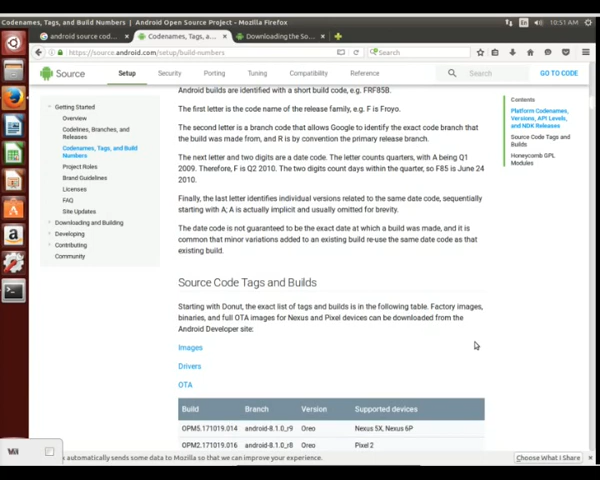 Codenames, Tags, and Build Numbers | Android Open Source Project - Mozilla Firefox
En
10:51 AM
android source cod...
Codenames, Tags, a...
Downloading the So...
https://source.android.com/setup/build-numbers
Search
Source
Setup
Security
Porting
Tuning
Compatibility
Reference
Search
GO TO CODE
Getting Started
Overview
Codelines, Branches, and
Releases
Codenames, Tags, and Build
Numbers
Project Roles
Brand Guidelines
Licenses
FAQ
Site Updates
Downloading and Building
Developing
Contributing
Community
Android builds are identified with a short build code, e.g. FRF85B.
The first letter is the code name of the release family, e.g. F is Froyo.
The second letter is a branch code that allows Google to identify the exact code branch that
the build was made from, and R is by convention the primary release branch.
The next letter and two digits are a date code. The letter counts quarters, with A being Q1
2009. Therefore, F is Q2 2010. The two digits count days within the quarter, so F85 is June 24
2010.
Finally, the last letter identifies individual versions related to the same date code, sequentially
starting with A; A is actually implicit and usually omitted for brevity.
The date code is not guaranteed to be the exact date at which a build was made, and it is
common that minor variations added to an existing build re-use the same date code as that
existing build.
Source Code Tags and Builds
Starting with Donut, the exact list of tags and builds is in the following table. Factory images,
binaries, and full OTA images for Nexus and Pixel devices can be downloaded from the
Android Developer site:
Images
Drivers
OTA
Build Branch Version Supported devices
OPM5.171019.014 android-8.1.0_r9 Oreo Nexus 5X, Nexus 6P
OPM2.171019.014 android-8.1.0_r8 Oreo Pixel 2
Contents
Platform Codenames,
Versions, API Levels,
and NDK Releases
Source Code Tags and
Builds
Honeycomb GPL
Modules
x automatically sends some data to Mozilla so that we can improve your experience.
Choose What I Share